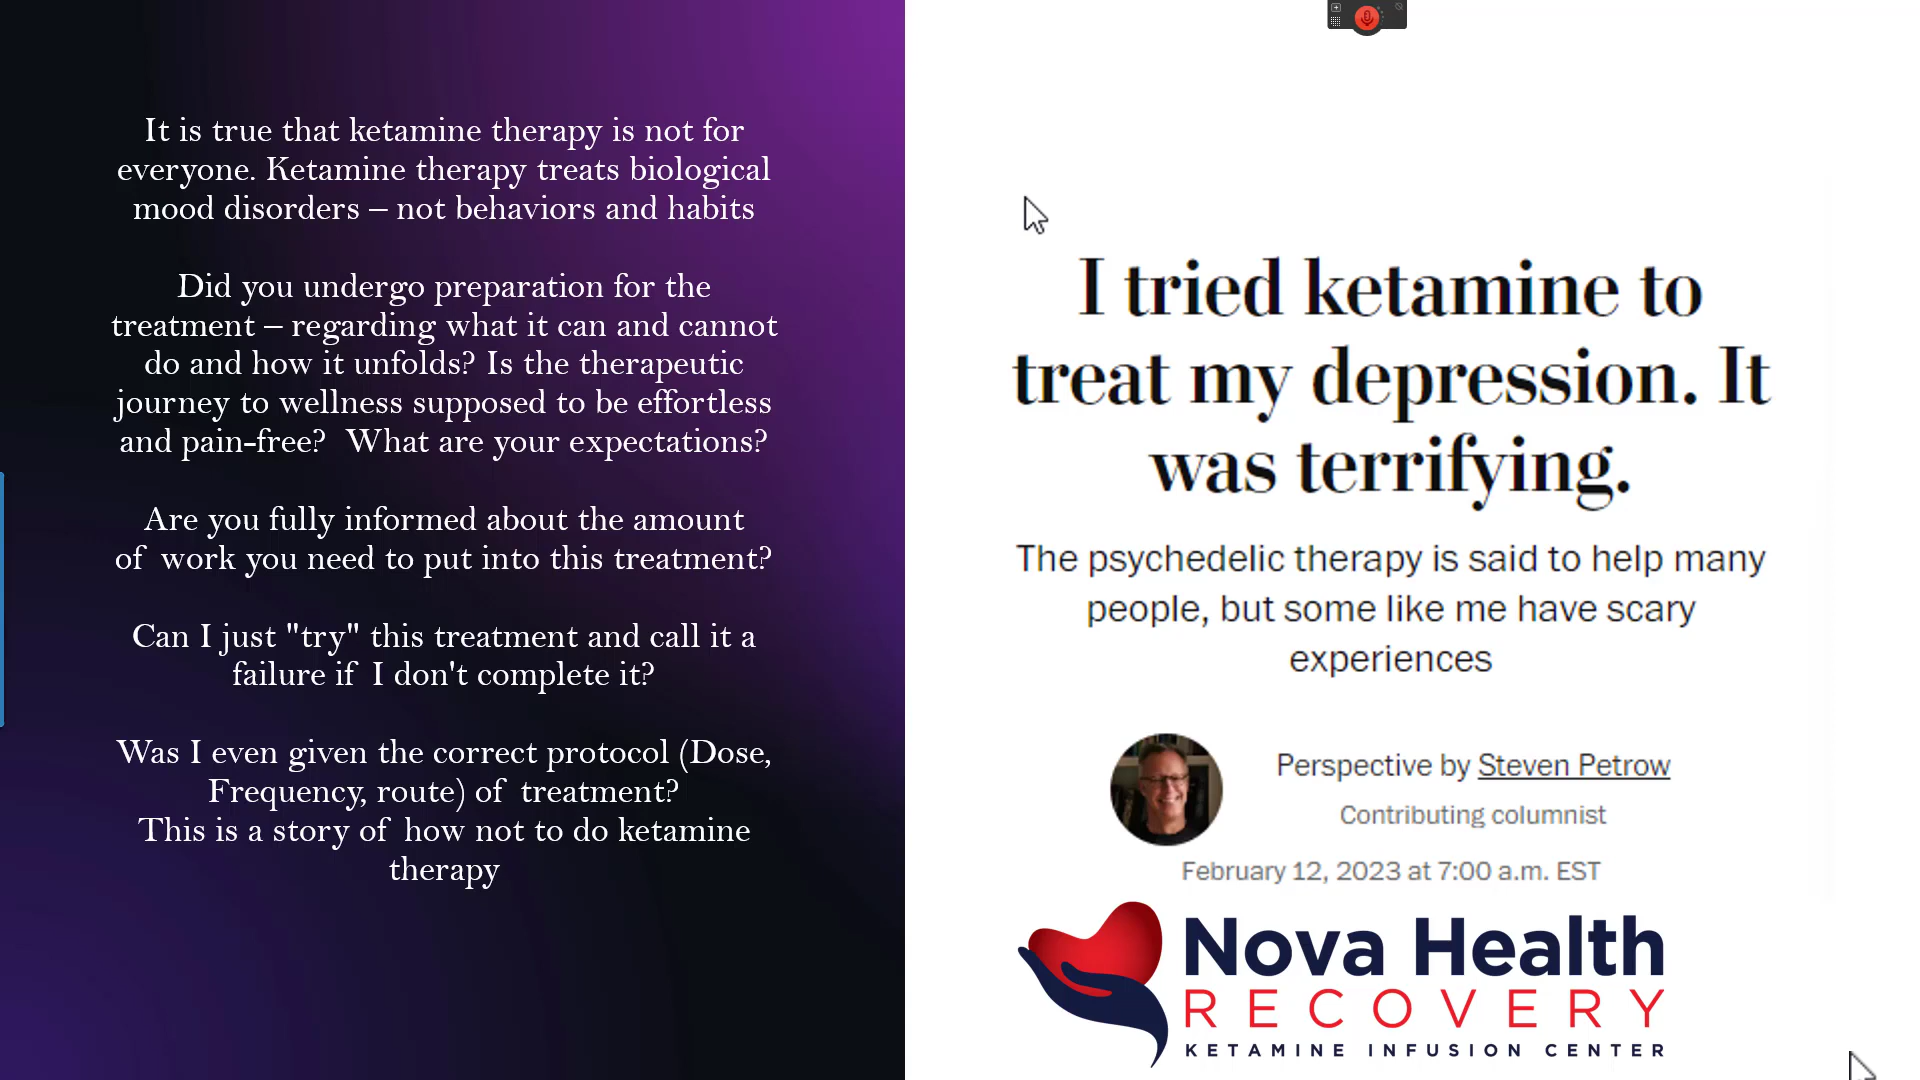 It is true that ketamine therapy is not for
everyone. Ketamine therapy treats biological
mood disorders – not behaviors and habits
Did you undergo preparation for the
treatment – regarding what it can and cannot
do and how it unfolds? Is the therapeutic
journey to wellness supposed to be effortless
and pain-free?  What are your expectations?
Are you fully informed about the amount
of work you need to put into this treatment?
Can I just "try" this treatment and call it a
failure if I don't complete it?
Was I even given the correct protocol (Dose,
Frequency, route) of treatment?
This is a story of how not to do ketamine
therapy
I tried ketamine to
treat my depression. It
was terrifying.
The psychedelic therapy is said to help many
people, but some like me have scary
experiences
Perspective by Steven Petrow
Contributing columnist
February 12, 2023 at 7:00 a.m. EST
Nova Health
RECOVERY
KETAMINE INFUSION CENTER